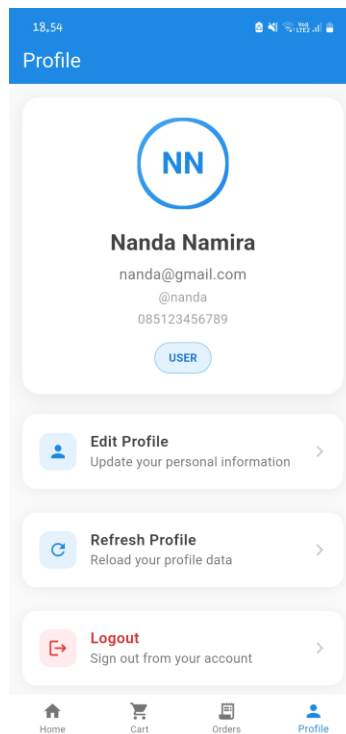 18.54
Profile
NN
Nanda Namira
nanda@gmail.com
@nanda
085123456789
USER
Edit Profile
Update your personal information
Refresh Profile
Reload your profile data
Logout
Sign out from your account
Home
Cart
Orders
Profile